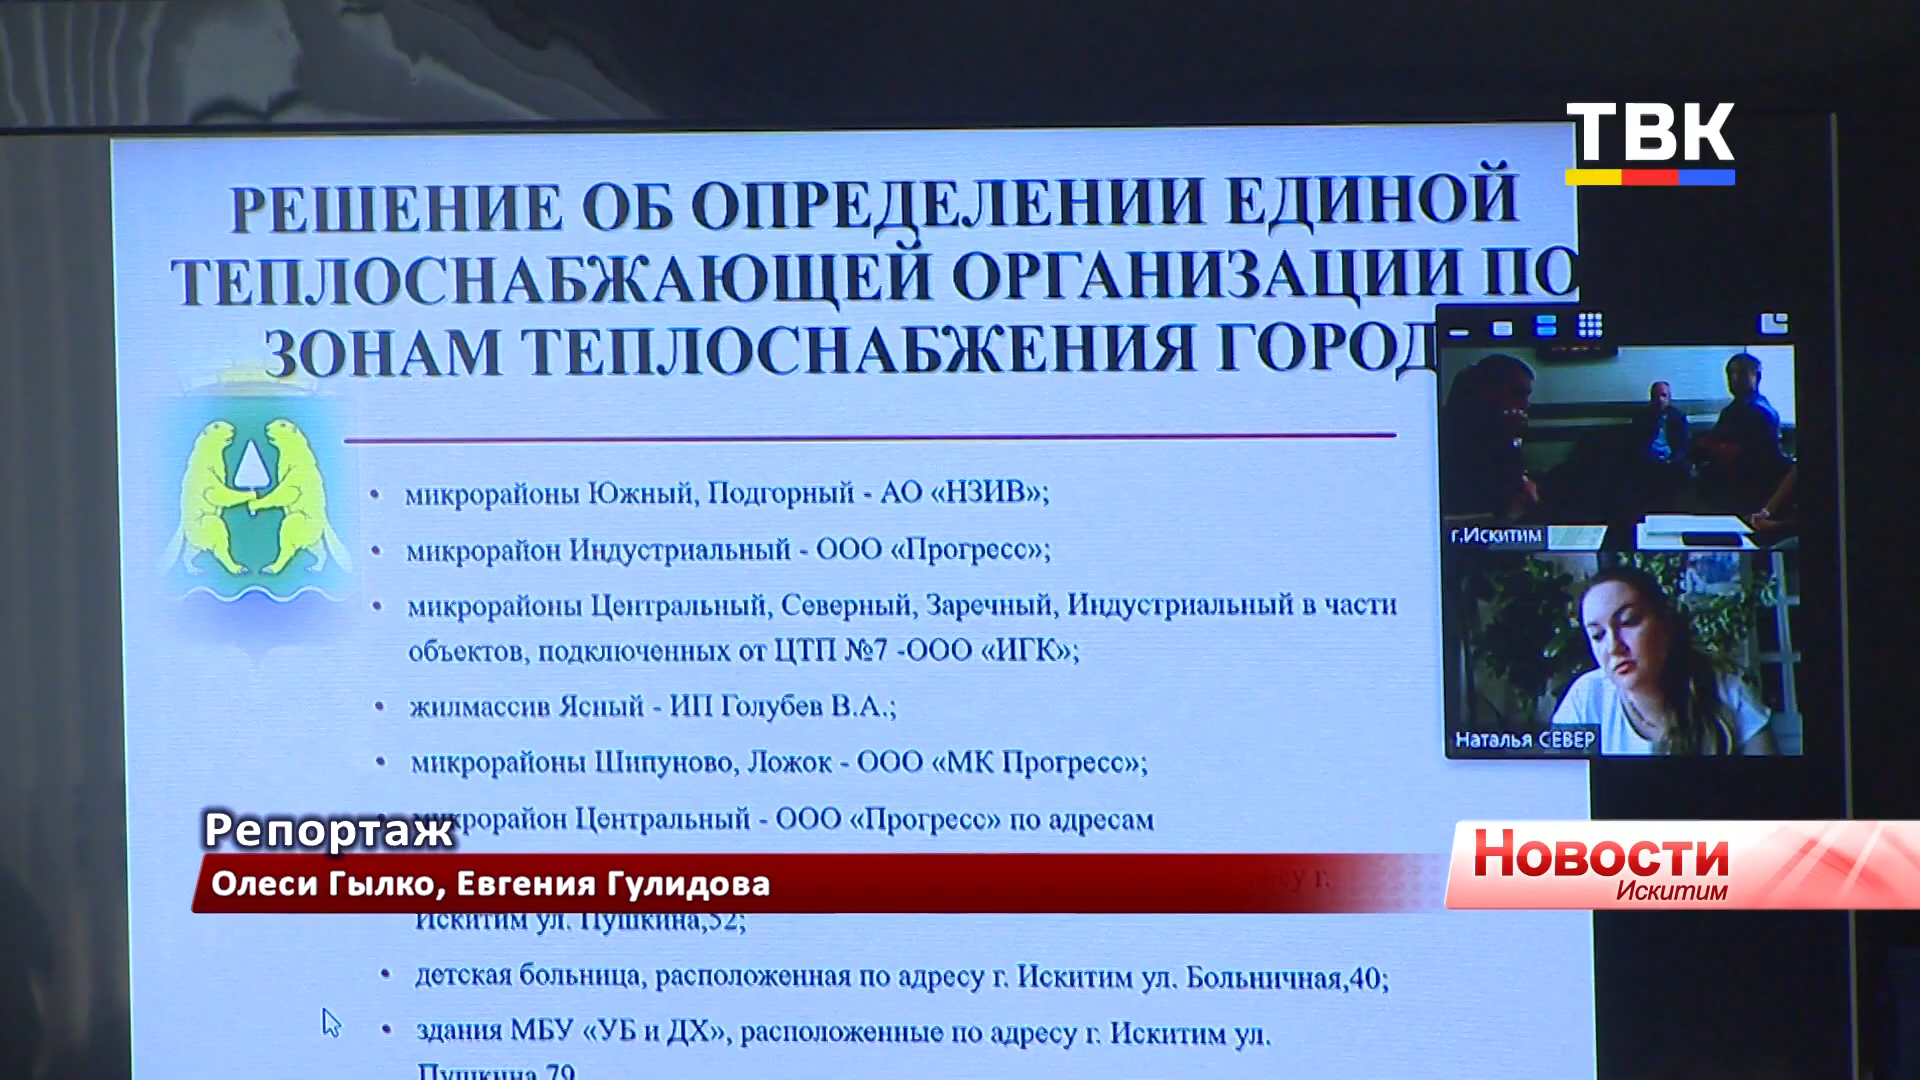 ТВК
РЕШЕНИЕ ОБ ОПРЕДЕЛЕНИИ ЕДИНОЙ
ТЕПЛОСНАБЖАЮЩЕЙ ОРГАНИЗАЦИИ ПО
ЗОНАМ ТЕПЛОСНАБЖЕНИЯ ГОРОД
• микрорайоны Южный, Подгорный - АО «НЗИВ»;
• микрорайон Индустриальный - ООО «Прогресс»;
• микрорайоны Центральный, Северный, Заречный, Индустриальный в части
объектов, подключенных от ЦТП №7 -ООО «ИГК»;
• жилмассив Ясный - ИП Голубев В.А.;
• микрорайоны Шипуново, Ложок - ООО «МК Прогресс»;
• микрорайон Центральный - ООО «Прогресс» по адресам
Искитим ул. Пушкина,52;
• детская больница, расположенная по адресу г. Искитим ул. Больничная,40;
• здания МБУ «УБ и ДХ», расположенные по адресу г. Искитим ул.
Пушкина,79
г.Искитим
Наталья СЕВЕР
Репортаж
Олеси Гылко, Евгения Гулидова
Новости
Искитим